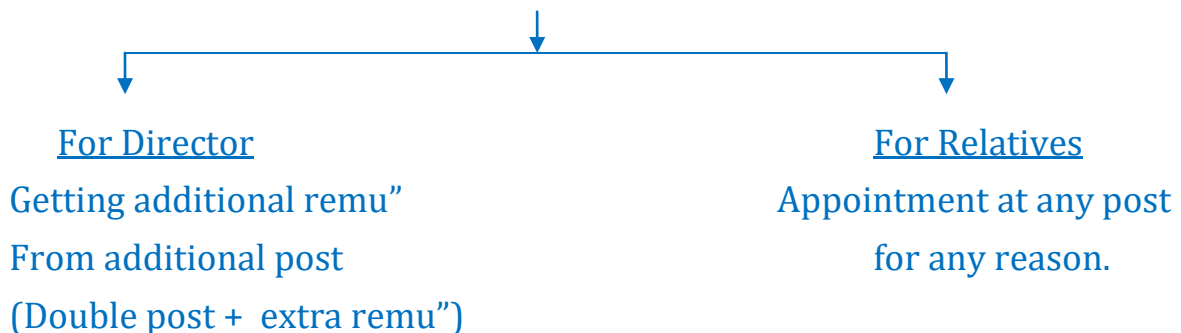 For Director
Getting additional remu”
From additional post
(Double post + extra remu”)
For Relatives
Appointment at any post
for any reason.